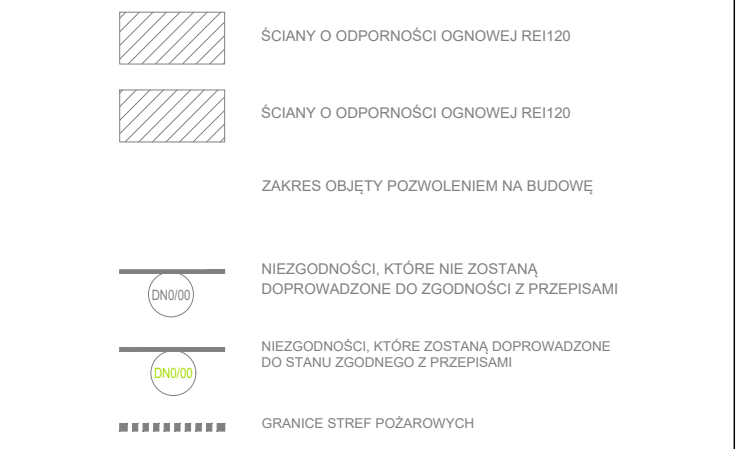 ŚCIANY O ODPORNOŚCI OGNOWEJ REI120
ŚCIANY O ODPORNOŚCI OGNOWEJ REI120
ZAKRES OBJĘTY POZWOLENIEM NA BUDOWĘ
NIEZGODNOŚCI, KTÓRE NIE ZOSTANĄ
DOPROWADZONE DO ZGODNOŚCI Z PRZEPISAMI
DN0/00
NIEZGODNOŚCI, KTÓRE ZOSTANĄ DOPROWADZONE
DO STANU ZGODNEGO Z PRZEPISAMI
DN0/00
GRANICE STREF POŻAROWYCH